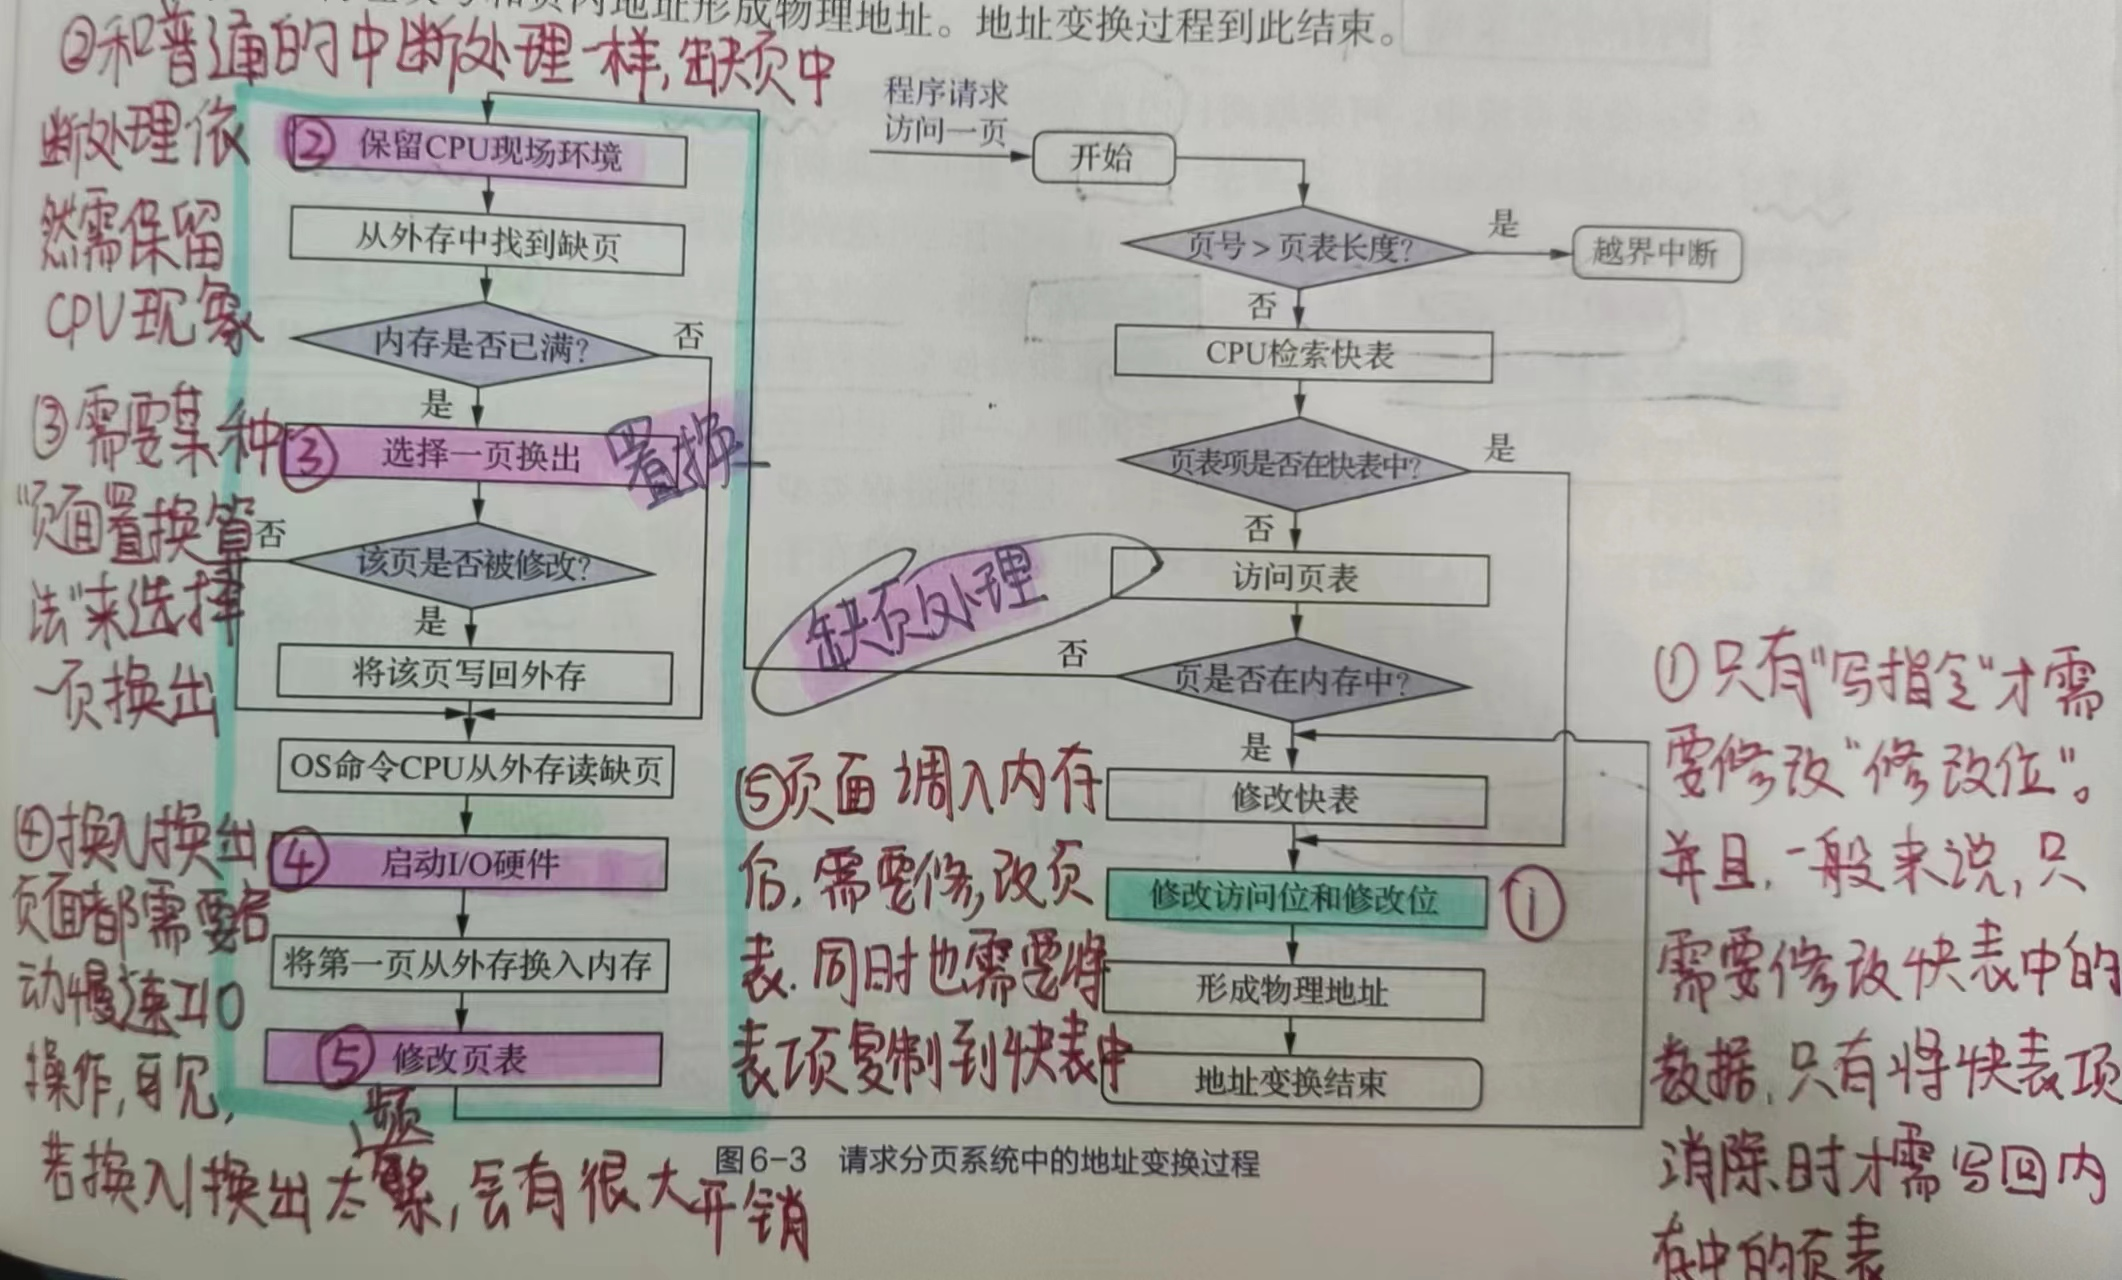 形成物理地址。地址变换过程到此结束。
②和普通的中断处理一样,缺页中
断处理依
然需保留
CPU现象
③需要某种
“页面置换算
法”来选择
一页换出
④换入换出
页面都需要启
动慢速I/O
操作,可见,
若换入换出太频繁,会有很大开销
② 保留CPU现场环境
从外存中找到缺页
内存是否已满?
否
是
③ 选择一页换出
置换
该页是否被修改?
否
是
将该页写回外存
OS命令CPU从外存读缺页
④ 启动I/O硬件
将第一页从外存换入内存
⑤ 修改页表
程序请求
访问一页
开始
页号>页表长度?
是
越界中断
否
CPU检索快表
页表项是否在快表中?
是
否
访问页表
缺页处理
否
页是否在内存中?
是
修改快表
修改访问位和修改位 ①
形成物理地址
地址变换结束
⑤页面调入内存
后,需要修改页
表.同时也需要将
表项复制到快表中
①只有“写指令”才需
要修改“修改位”。
并且,一般来说,只
需要修改快表中的
数据,只有将快表项
消除时才需写回内
存中的页表
图6-3 请求分页系统中的地址变换过程